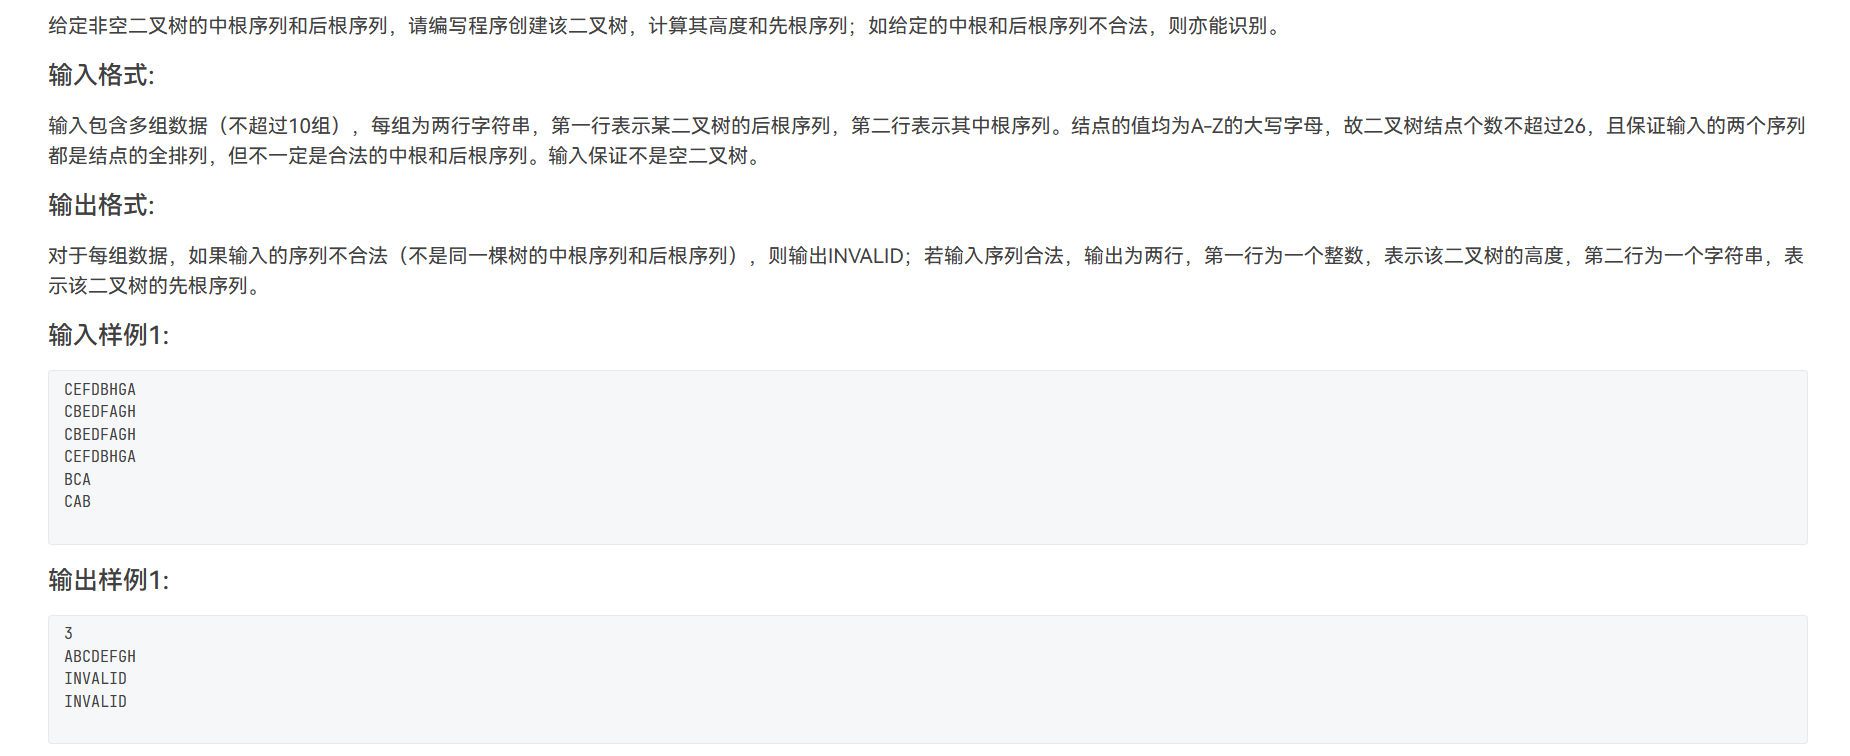 给定非空二叉树的中根序列和后根序列，请编写程序创建该二叉树，计算其高度和先根序列；如给定的中根和后根序列不合法，则亦能识别。
输入格式:
输入包含多组数据（不超过10组），每组为两行字符串，第一行表示某二叉树的后根序列，第二行表示其中根序列。结点的值均为A-Z的大写字母，故二叉树结点个数不超过26，且保证输入的两个序列
都是结点的全排列，但不一定是合法的中根和后根序列。输入保证不是空二叉树。
输出格式:
对于每组数据，如果输入的序列不合法（不是同一棵树的中根序列和后根序列），则输出INVALID；若输入序列合法，输出为两行，第一行为一个整数，表示该二叉树的高度，第二行为一个字符串，表
示该二叉树的先根序列。
输入样例1:
CEFDBHGA
CBEDFAGH
CBEDFAGH
CEFDBHGA
BCA
CAB
输出样例1:
3
ABCDEFGH
INVALID
INVALID